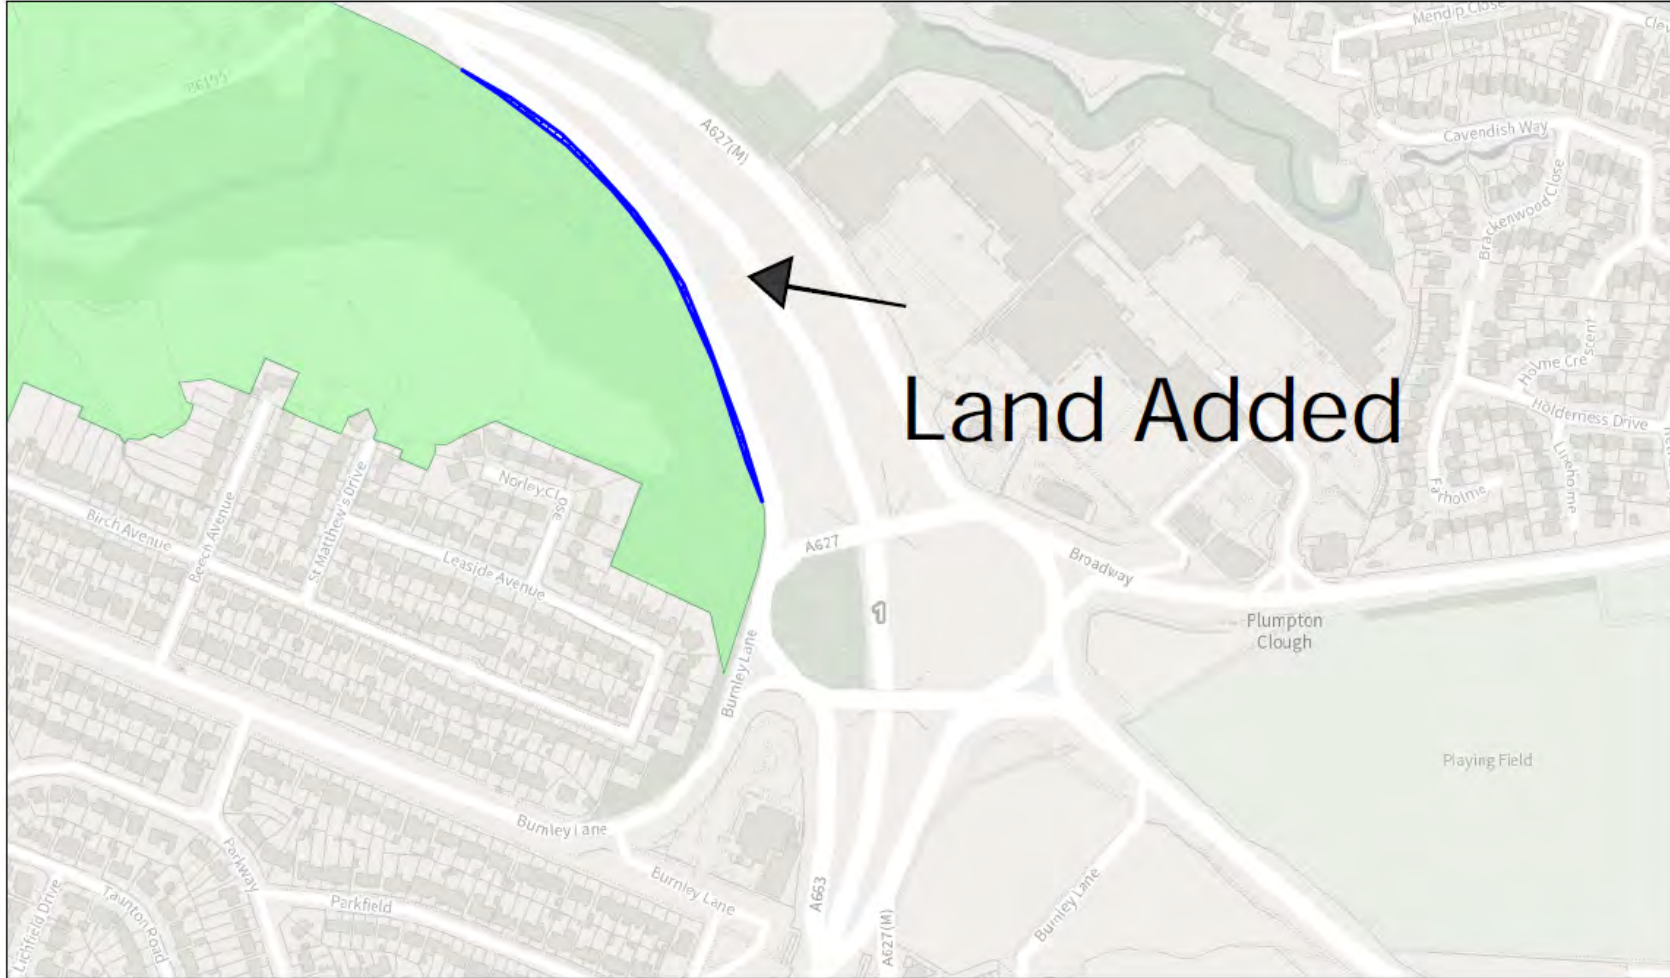 Mendip Close
A627(M)
Cavendish Way
Brackenwood Close
Holme Crescent
Land Added
Holderness Drive
Norley Close
Lineholme
Fairholme
Birch Avenue
Beech Avenue
St Matthew's Drive
Leaside Avenue
A627
Broadway
1
Plumpton
Clough
Burnley Lane
Playing Field
Burnley Lane
Parkway
Burnley Lane
A663
A627(M)
Burnley Lane
Parkfield
Taunton Road
Lichfield Drive